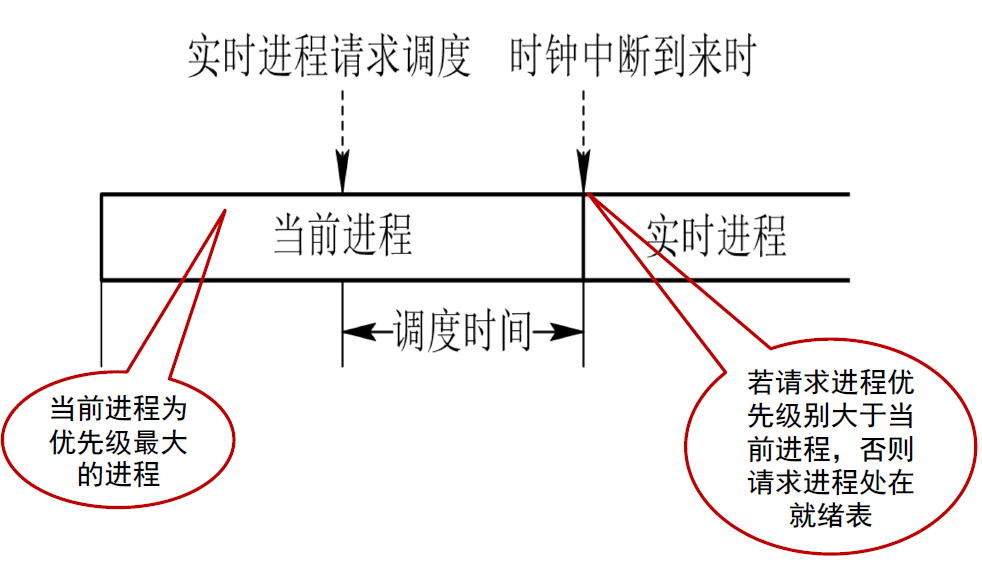 实时进程请求调度
时钟中断到来时
当前进程
实时进程
调度时间
当前进程为
优先级最大
的进程
若请求进程优
先级别大于当
前进程，否则
请求进程处在
就绪表